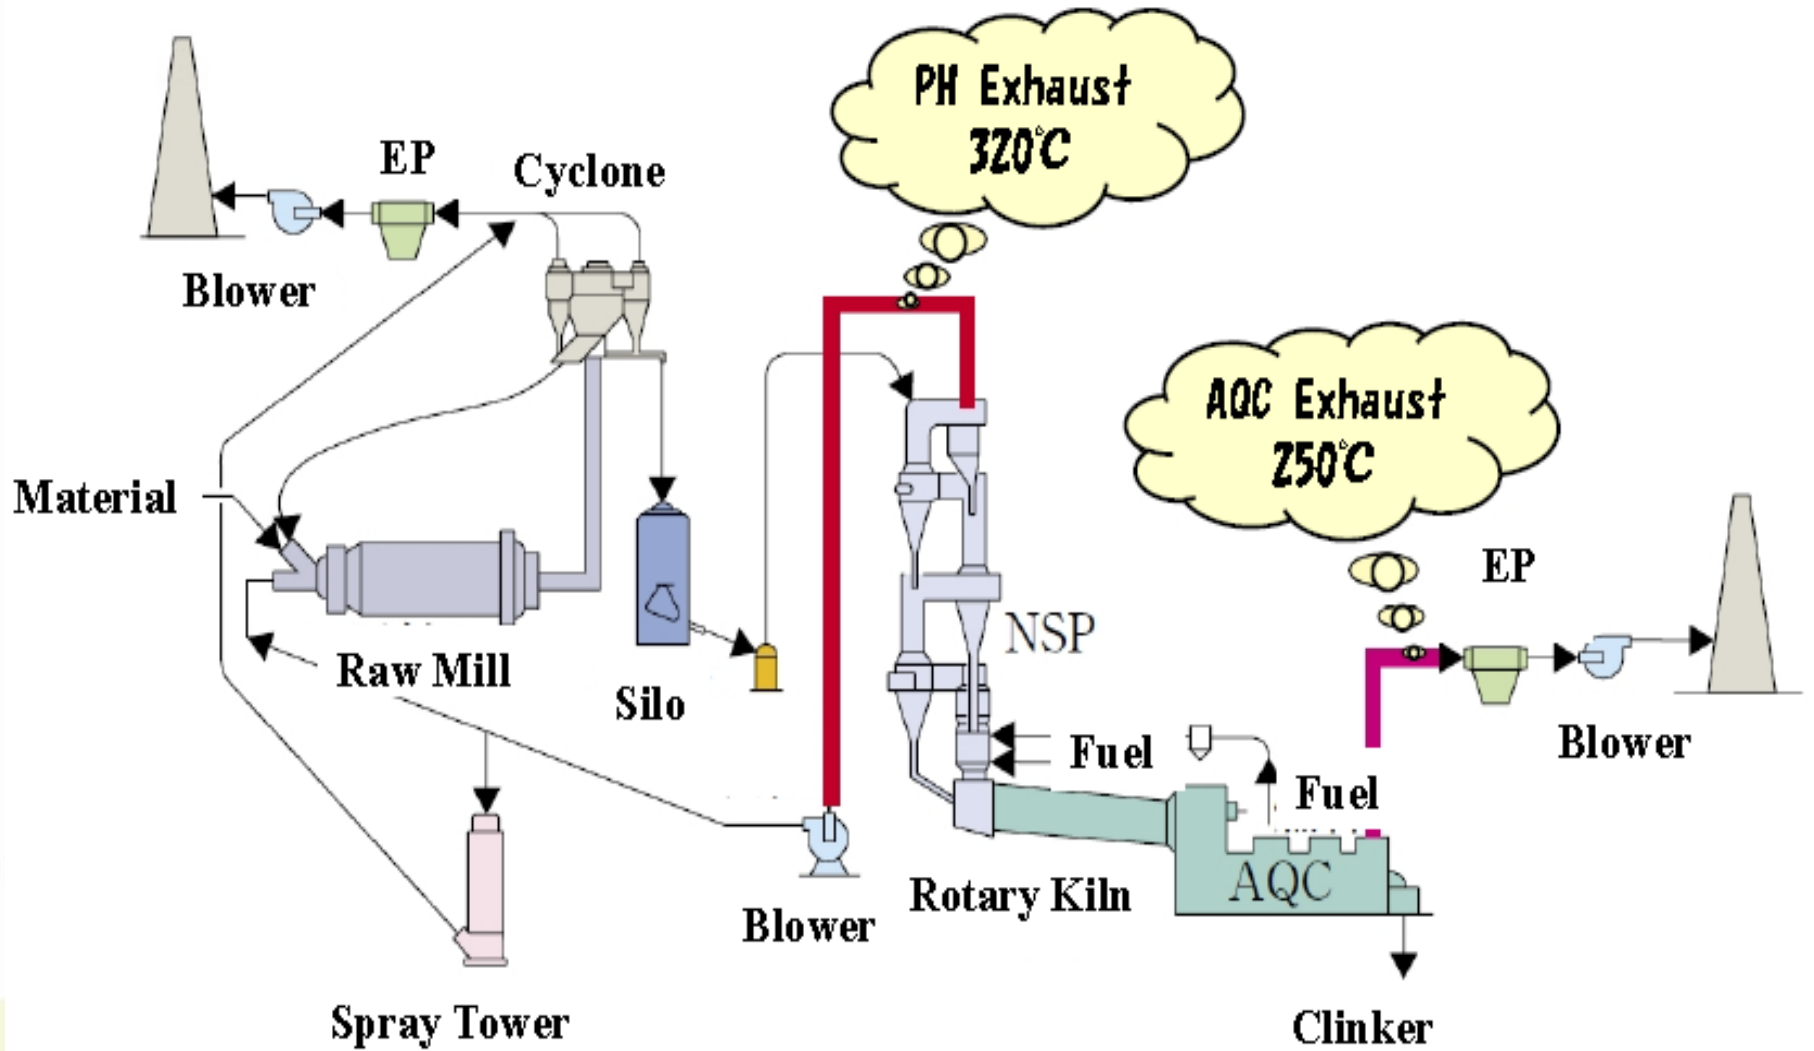 PH Exhaust
320°C
EP
Cyclone
Blower
AQC Exhaust
250°C
Material
EP
NSP
Raw Mill
Silo
Fuel
Blower
Fuel
AQC
Rotary Kiln
Blower
Spray Tower
Clinker